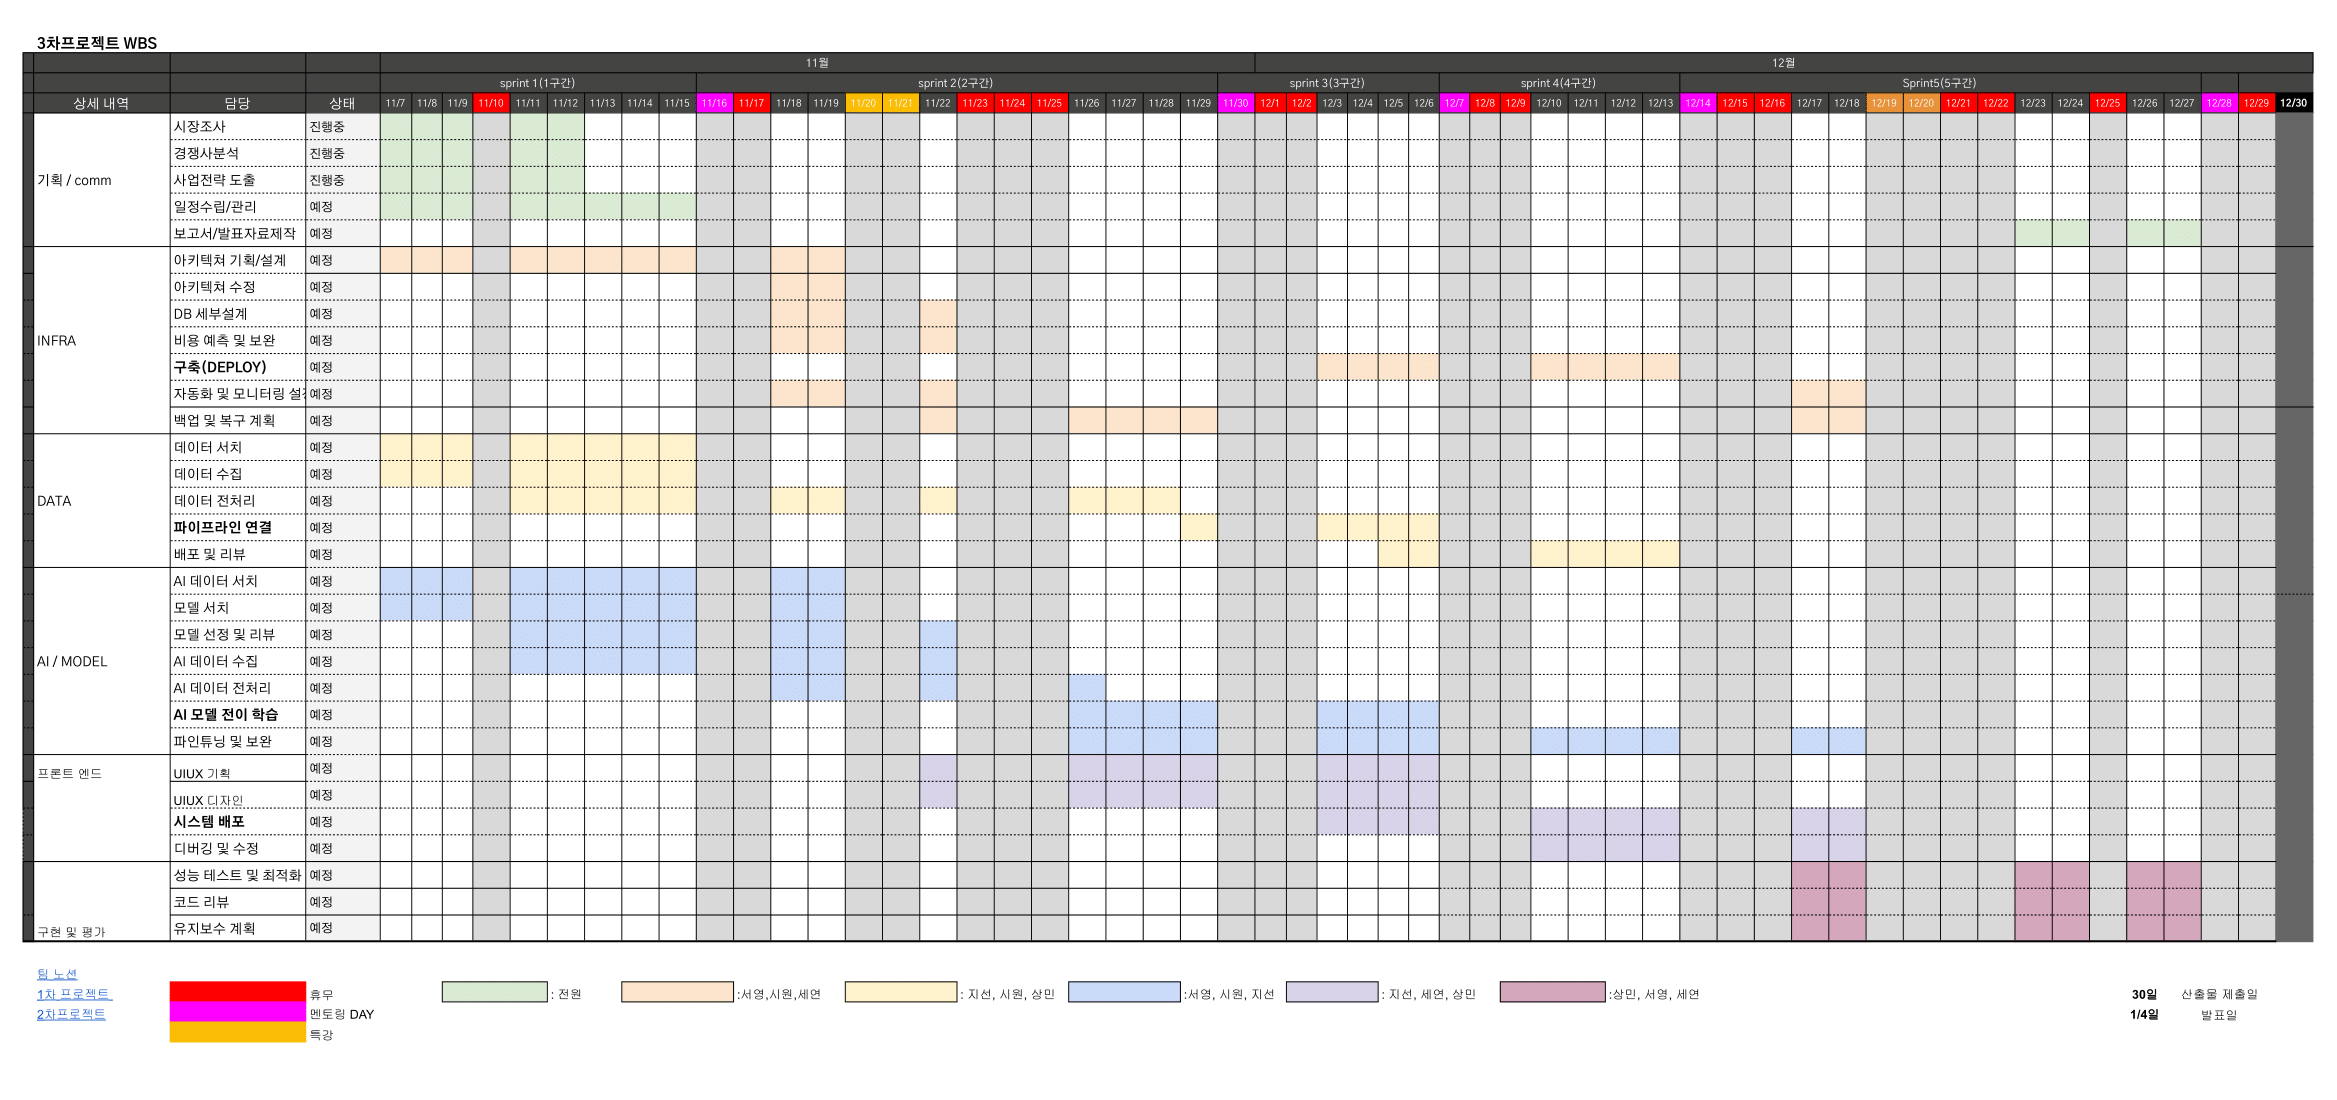 3차프로젝트 WBS
11월 12월
sprint 1(1구간) sprint 2(2구간) sprint 3(3구간) sprint 4(4구간) Sprint5(5구간)
상세 내역 담당 상태 11/7 11/8 11/9 11/10 11/11 11/12 11/13 11/14 11/15 11/16 11/17 11/18 11/19 11/20 11/21 11/22 11/23 11/24 11/25 11/26 11/27 11/28 11/29 11/30 12/1 12/2 12/3 12/4 12/5 12/6 12/7 12/8 12/9 12/10 12/11 12/12 12/13 12/14 12/15 12/16 12/17 12/18 12/19 12/20 12/21 12/22 12/23 12/24 12/25 12/26 12/27 12/28 12/29 12/30
시장조사 진행중
경쟁사분석 진행중
기획 / comm 사업전략 도출 진행중
일정수립/관리 예정
보고서/발표자료제작 예정
아키텍쳐 기획/설계 예정
아키텍쳐 수정 예정
DB 세부설계 예정
INFRA 비용 예측 및 보완 예정
구축(DEPLOY) 예정
자동화 및 모니터링 예정
백업 및 복구 계획 예정
데이터 서치 예정
데이터 수집 예정
DATA 데이터 전처리 예정
파이프라인 연결 예정
배포 및 리뷰 예정
AI 데이터 서치 예정
모델 서치 예정
모델 선정 및 리뷰 예정
AI / MODEL AI 데이터 수집 예정
AI 데이터 전처리 예정
AI 모델 전이 학습 예정
파인튜닝 및 보완 예정
프론트 엔드 UIUX 기획 예정
UIUX 디자인 예정
시스템 배포 예정
디버깅 및 수정 예정
성능 테스트 및 최적화 예정
코드 리뷰 예정
구현 및 평가 유지보수 계획 예정
팀 노션
1차 프로젝트 휴무 : 전원 :서영,시원,세연 : 지선, 시원, 상민 :서영, 시원, 지선 : 지선, 세연, 상민 :상민, 서영, 세연 30일 산출물 제출일
2차프로젝트 멘토링 DAY 1/4일 발표일
특강